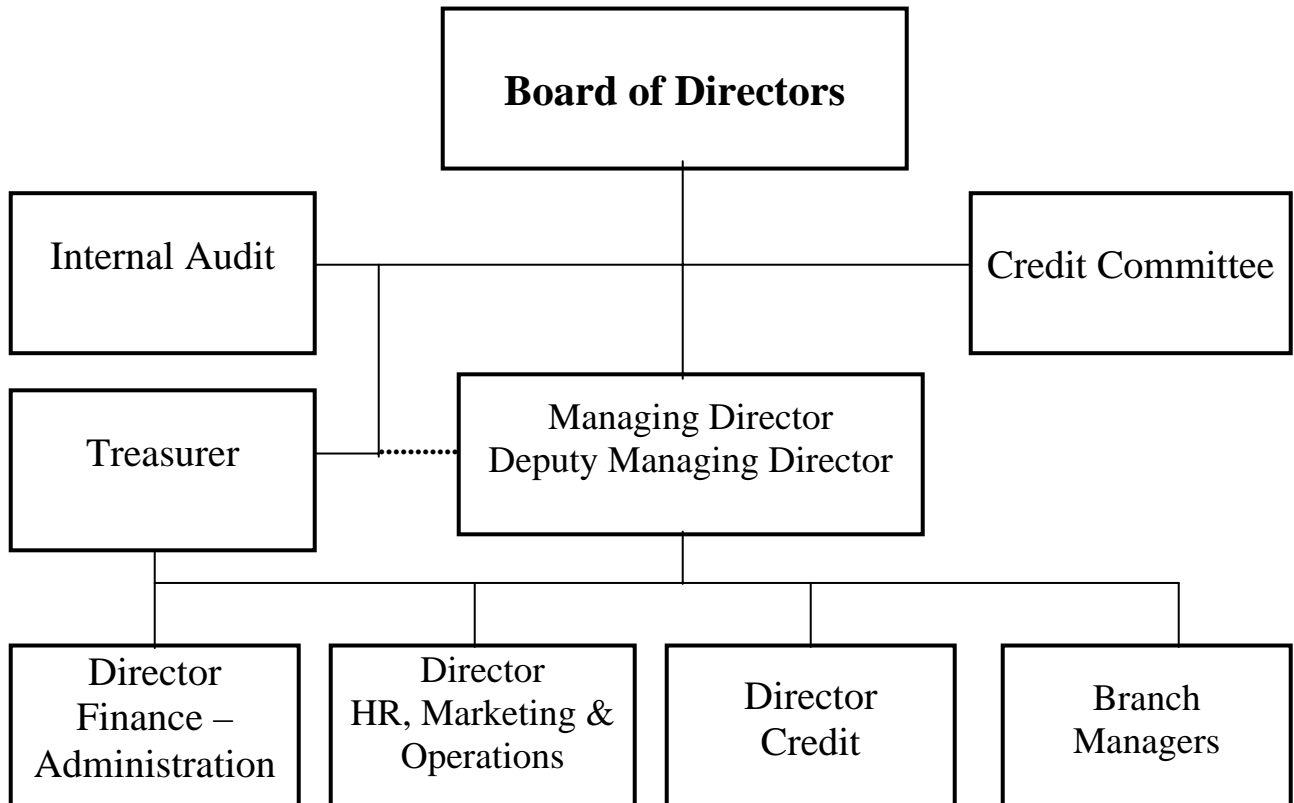 Board of Directors
Internal Audit
Credit Committee
Treasurer
Managing Director
Deputy Managing Director
Director
Finance –
Administration
Director
HR, Marketing &
Operations
Director
Credit
Branch
Managers